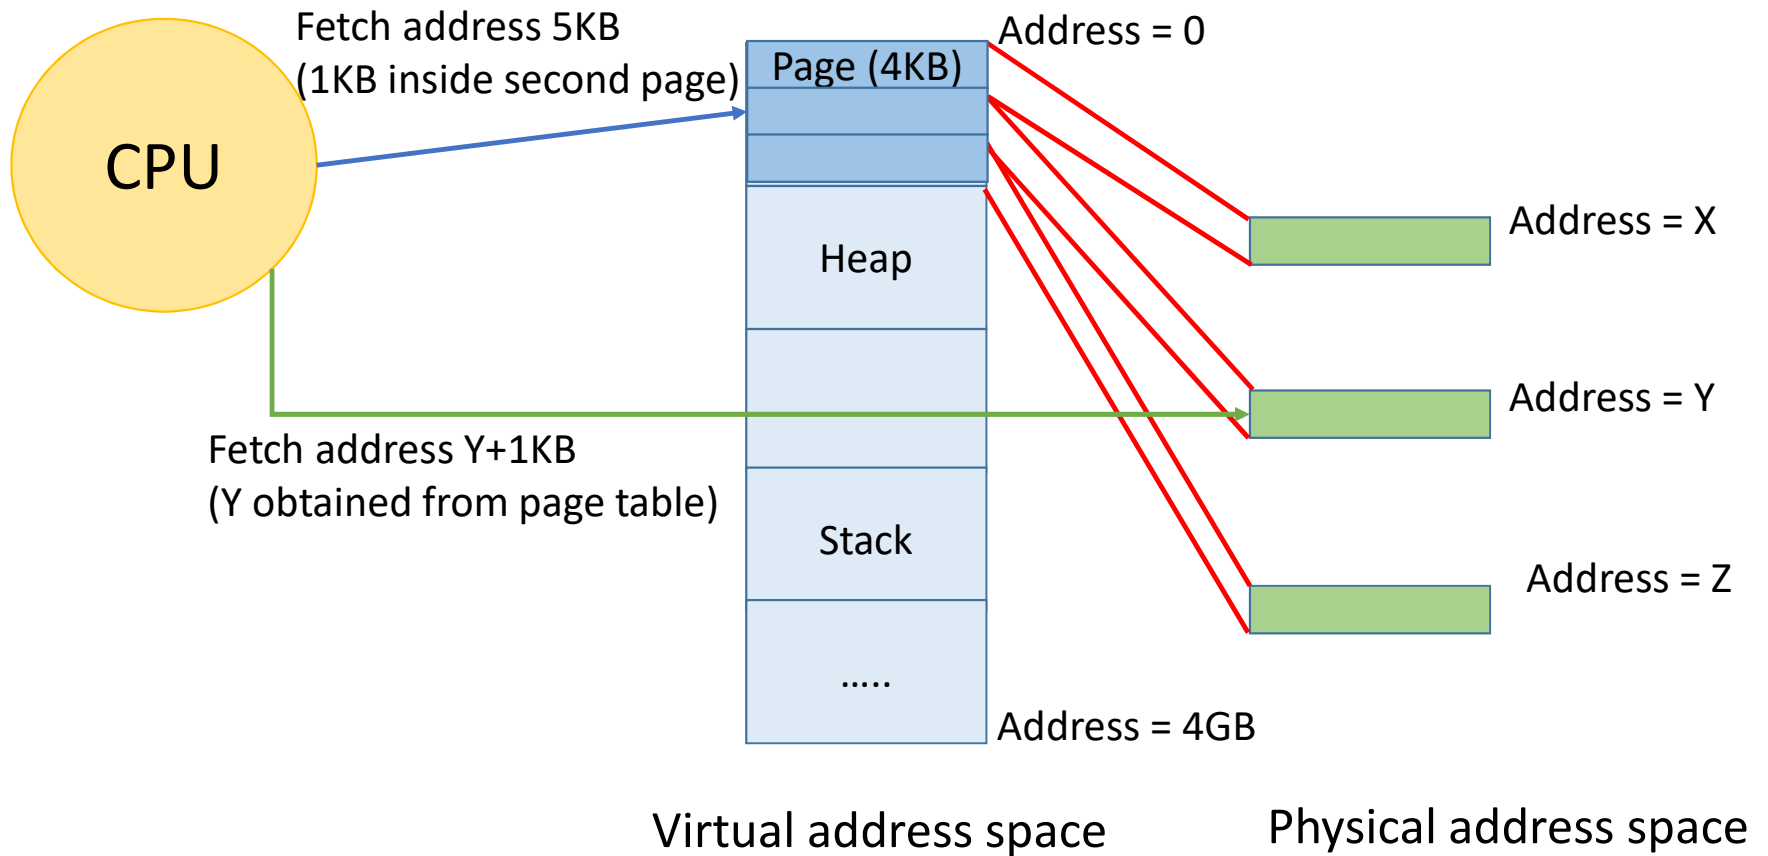 Fetch address 5KB
(1KB inside second page)
CPU
Page (4KB)
Address = 0
Heap
Address = X
Address = Y
Fetch address Y+1KB
(Y obtained from page table)
Stack
Address = Z
.....
Address = 4GB
Virtual address space
Physical address space